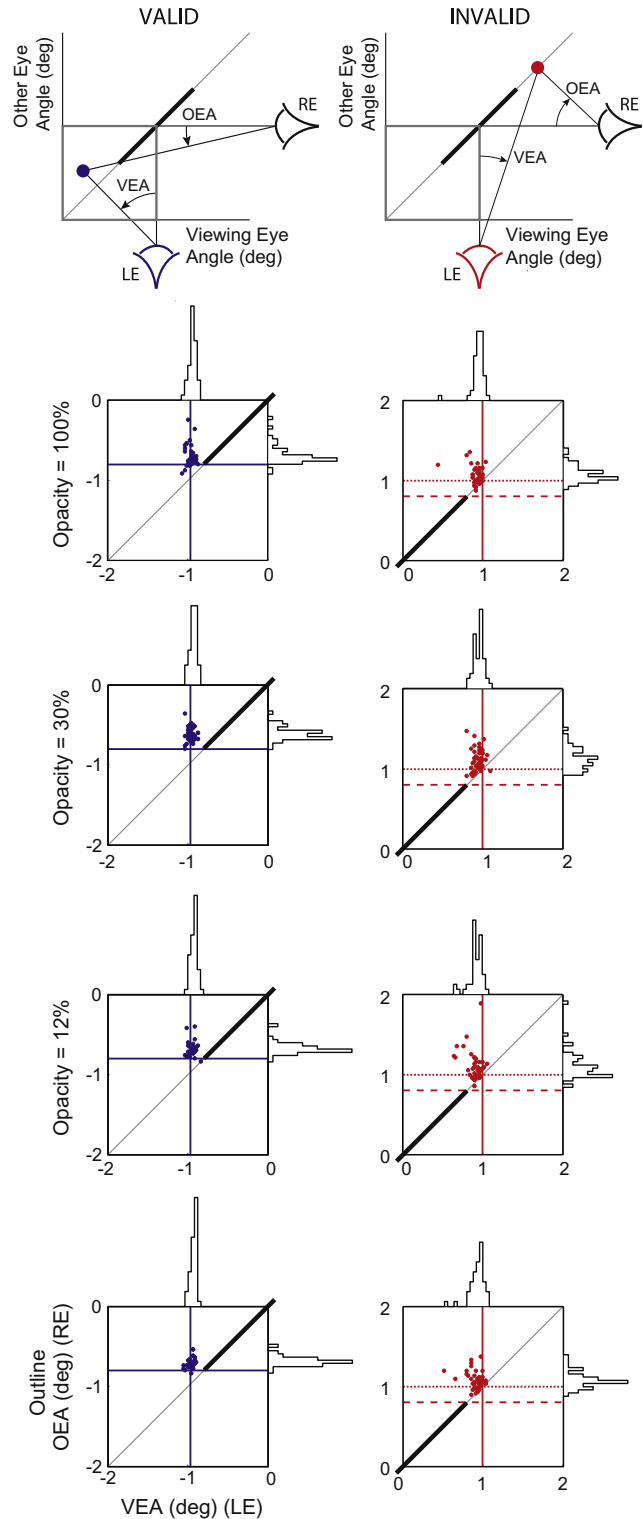 VALID
INVALID
Other Eye
Angle (deg)
OEA
RE
VEA
Viewing Eye
Angle (deg)
LE
Other Eye
Angle (deg)
OEA
RE
VEA
Viewing Eye
Angle (deg)
LE
Opacity = 100%
0
-1
-2
-2
-1
0
2
1
0
0
1
2
Opacity = 30%
0
-1
-2
-2
-1
0
2
1
0
0
1
2
Opacity = 12%
0
-1
-2
-2
-1
0
2
1
0
0
1
2
Outline
OEA (deg) (RE)
0
-1
-2
-2
-1
0
VEA (deg) (LE)
2
1
0
0
1
2